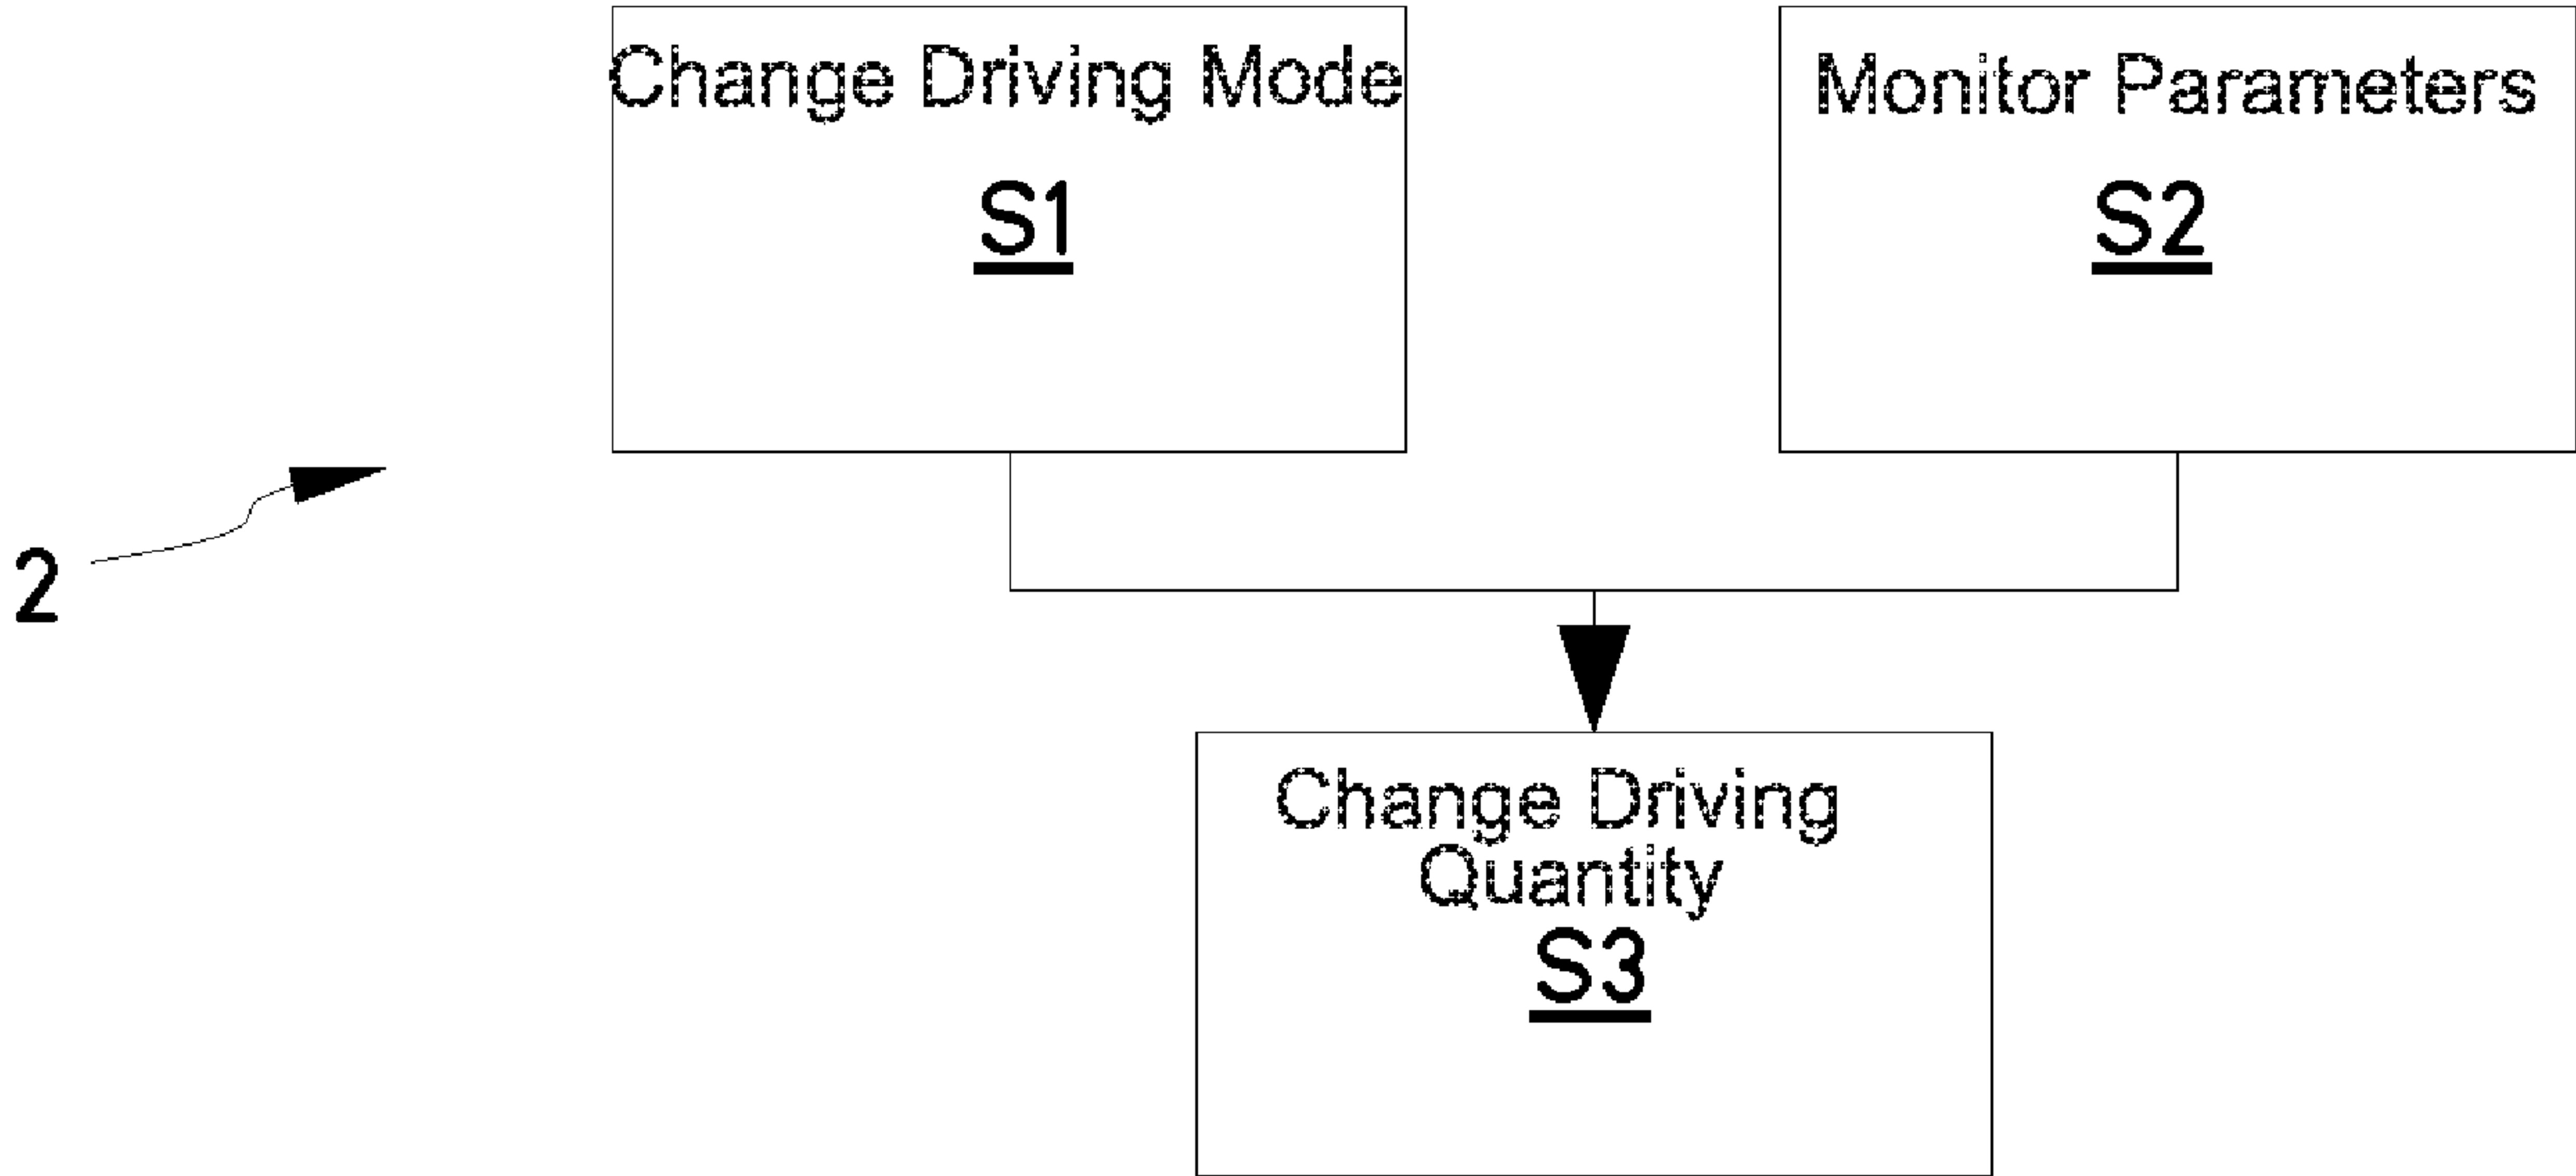 Change Driving Mode
S1
Monitor Parameters
S2
2
Change Driving
Quantity
S3